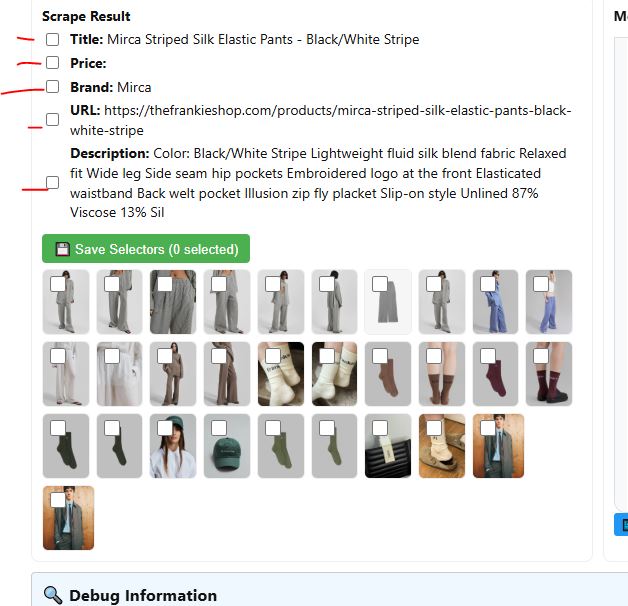 Scrape Result
Mo
Title: Mirca Striped Silk Elastic Pants - Black/White Stripe
Price:
Brand: Mirca
URL: https://thefrankieshop.com/products/mirca-striped-silk-elastic-pants-black-
white-stripe
Description: Color: Black/White Stripe Lightweight fluid silk blend fabric Relaxed
fit Wide leg Side seam hip pockets Embroidered logo at the front Elasticated
waistband Back welt pocket Illusion zip fly placket Slip-on style Unlined 87%
Viscose 13% Sil
Save Selectors (0 selected)
Debug Information